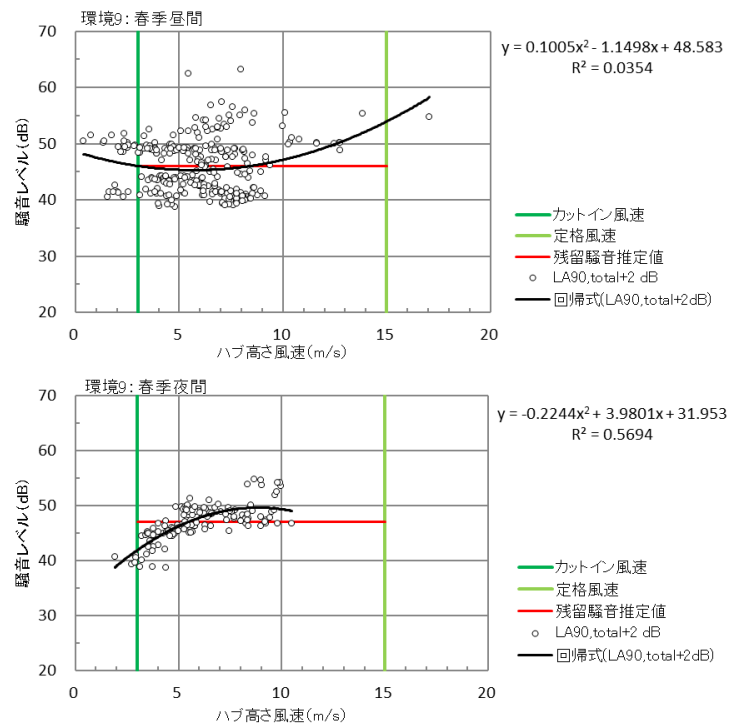 環境9：春季昼間
y = 0.1005x² - 1.1498x + 48.583
R² = 0.0354
騒音レベル(dB)
70
60
50
40
30
20
0
5
10
15
20
ハブ高さ風速(m/s)
カットイン風速
定格風速
残留騒音推定値
LA90,total+2 dB
回帰式(LA90,total+2dB)
環境9：春季夜間
y = -0.2244x² + 3.9801x + 31.953
R² = 0.5694
騒音レベル(dB)
70
60
50
40
30
20
0
5
10
15
20
ハブ高さ風速(m/s)
カットイン風速
定格風速
残留騒音推定値
LA90,total+2 dB
回帰式(LA90,total+2dB)